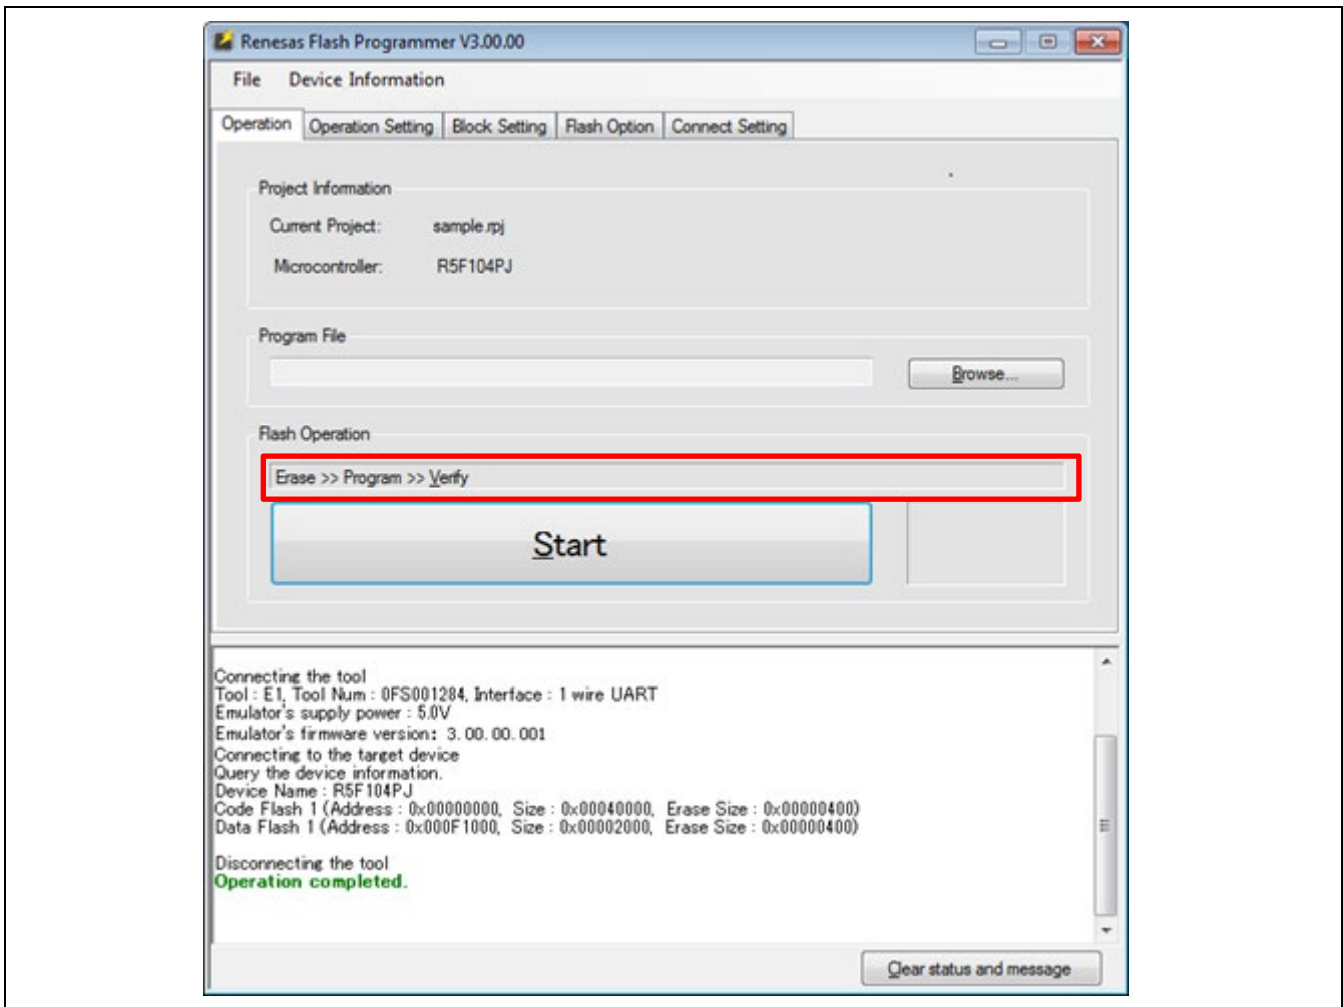 Renesas Flash Programmer V3.00.00
File Device Information
Operation Operation Setting Block Setting Flash Option Connect Setting
Project Information
Current Project: sample.rpj
Microcontroller: R5F104PJ
Program File
Browse...
Flash Operation
Erase >> Program >> Verify
Start
Connecting the tool
Tool : E1, Tool Num : 0FS001284, Interface : 1 wire UART
Emulator's supply power : 5.0V
Emulator's firmware version: 3.00.00.001
Connecting to the target device
Query the device information.
Device Name : R5F104PJ
Code Flash 1 (Address : 0x00000000, Size : 0x00040000, Erase Size : 0x00000400)
Data Flash 1 (Address : 0x000F1000, Size : 0x00002000, Erase Size : 0x00000400)
Disconnecting the tool
Operation completed.
Clear status and message